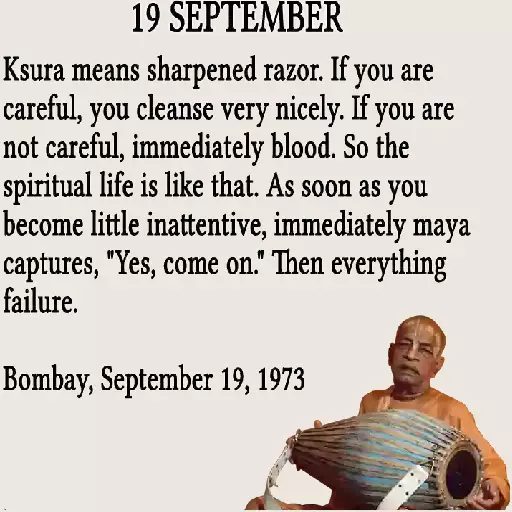 19 SEPTEMBER
Ksura means sharpened razor. If you are
careful, you cleanse very nicely. If you are
not careful, immediately blood. So the
spiritual life is like that. As soon as you
become little inattentive, immediately maya
captures, "Yes, come on." Then everything
failure.
Bombay, September 19, 1973